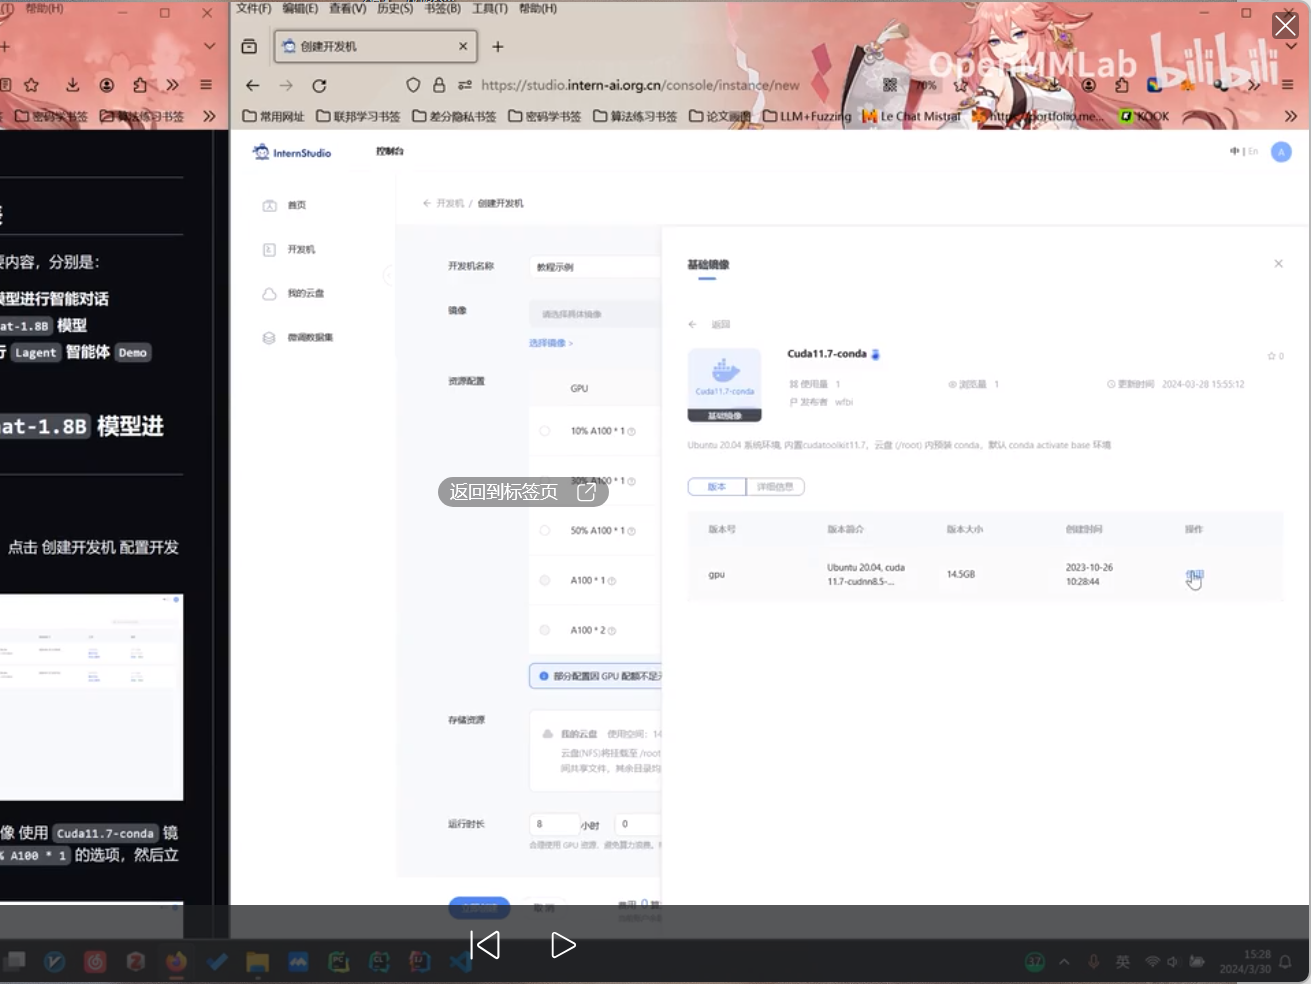 (T) 帮助(H)
文件(F) 编辑(E) 查看(V) 历史(S) 书签(B) 工具(T) 帮助(H)
创建开发机
OpenMMLab bilibili
https://studio.intern-ai.org.cn/console/instance/new
70%
密码学书签 算法练习书签
常用网址 联邦学习书签 差分隐私书签 密码学书签 算法练习书签 论文画图 LLM+Fuzzing Le Chat Mistral https://portfolio.me... KOOK
InternStudio 控制台
中 | En A
首页
开发机
我的云盘
微调数据集
要内容，分别是：
模型进行智能对话
at-1.8B 模型
行 Lagent 智能体 Demo
at-1.8B 模型进
点击 创建开发机 配置开发
像 使用 Cuda11.7-conda 镜
% A100 * 1 的选项，然后立
开发机 / 创建开发机
开发机名称 教程示例
镜像 请选择具体镜像
选择镜像 >
资源配置 GPU
10% A100 * 1
30% A100 * 1
50% A100 * 1
A100 * 1
A100 * 2
返回到标签页
部分配置因 GPU 配额不足
存储资源
我的云盘 使用空间: 14
云盘(NFS)将挂载至 /root
间共享文件，其余目录均
运行时长 8 小时 0
合理使用 GPU 资源，避免算力浪费。
立即创建 取消 费用 0
基础镜像
返回
Cuda11.7-conda
Cuda11.7-conda
基础镜像
0
使用量 1 浏览量 1 更新时间 2024-03-28 15:55:12
发布者 wfbi
Ubuntu 20.04 系统环境, 内置cudatoolkit11.7，云盘 (/root) 内预装 conda，默认 conda activate base 环境
版本 详细信息
版本号 版本简介 版本大小 创建时间 操作
gpu Ubuntu 20.04, cuda 11.7-cudnn8.5-... 14.5GB 2023-10-26 10:28:44 使用
37 英 15:28
2024/3/30